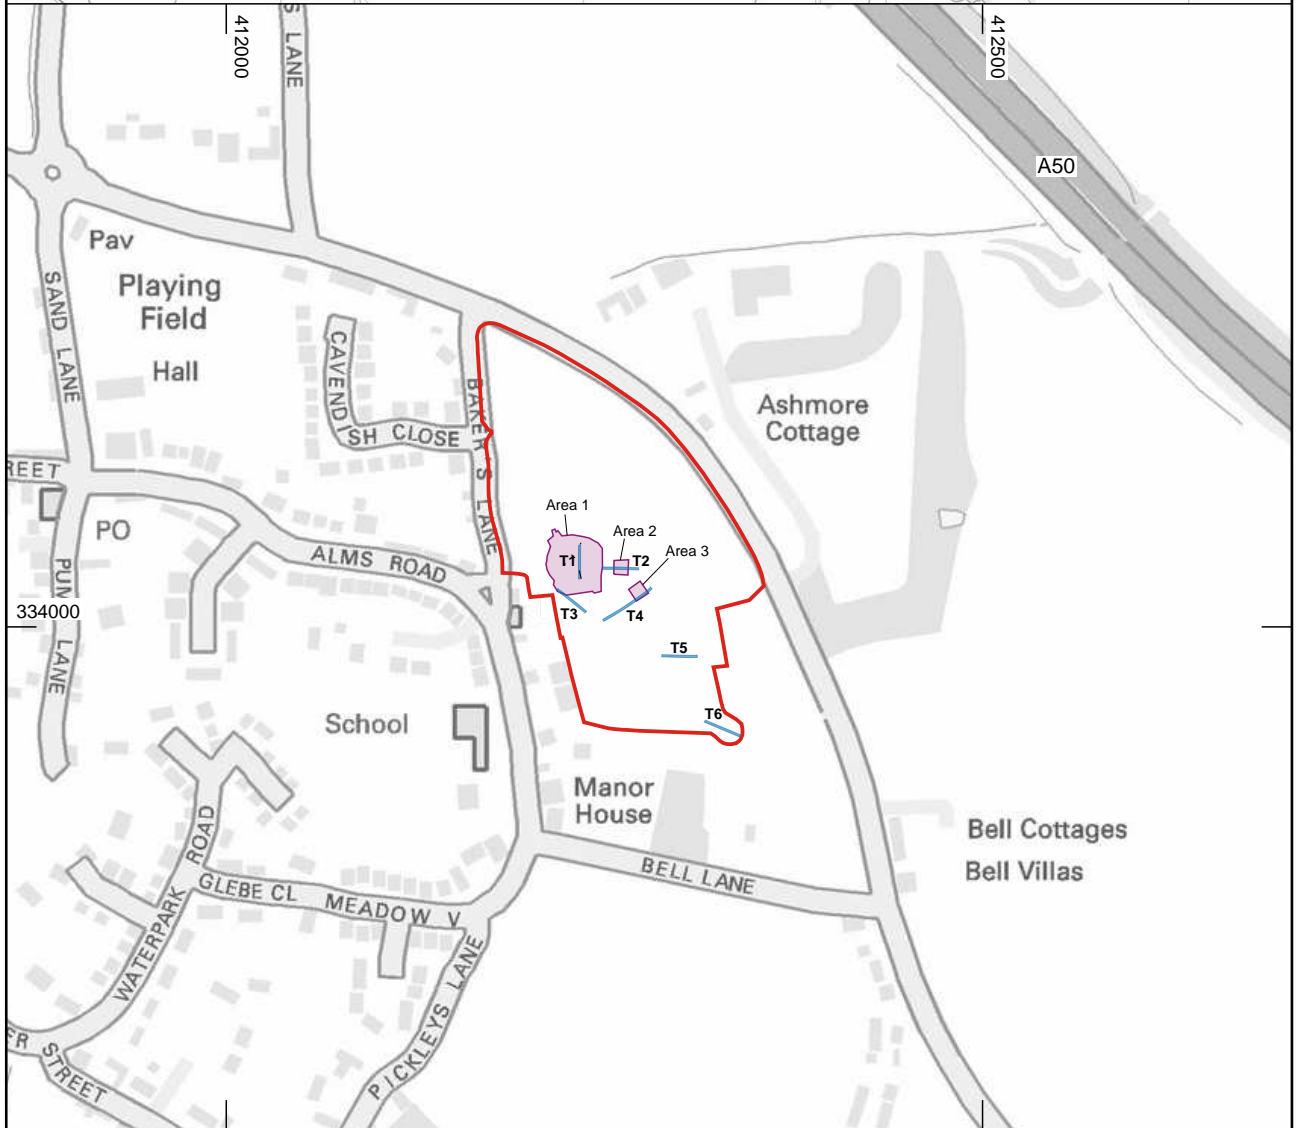 412000
412500
S LANE
A50
Pav
Playing
Field
Hall
SAND LANE
CAVENDISH CLOSE
BAKER'S LANE
Ashmore
Cottage
REET
PO
ALMS ROAD
Area 1
Area 2
Area 3
T1
T2
T3
T4
T5
T6
334000
PUM LANE
School
Manor
House
Bell Cottages
Bell Villas
BELL LANE
WATERPARK ROAD
GLEBE CL
MEADOW V
PICKLEYS LANE
ER STREET